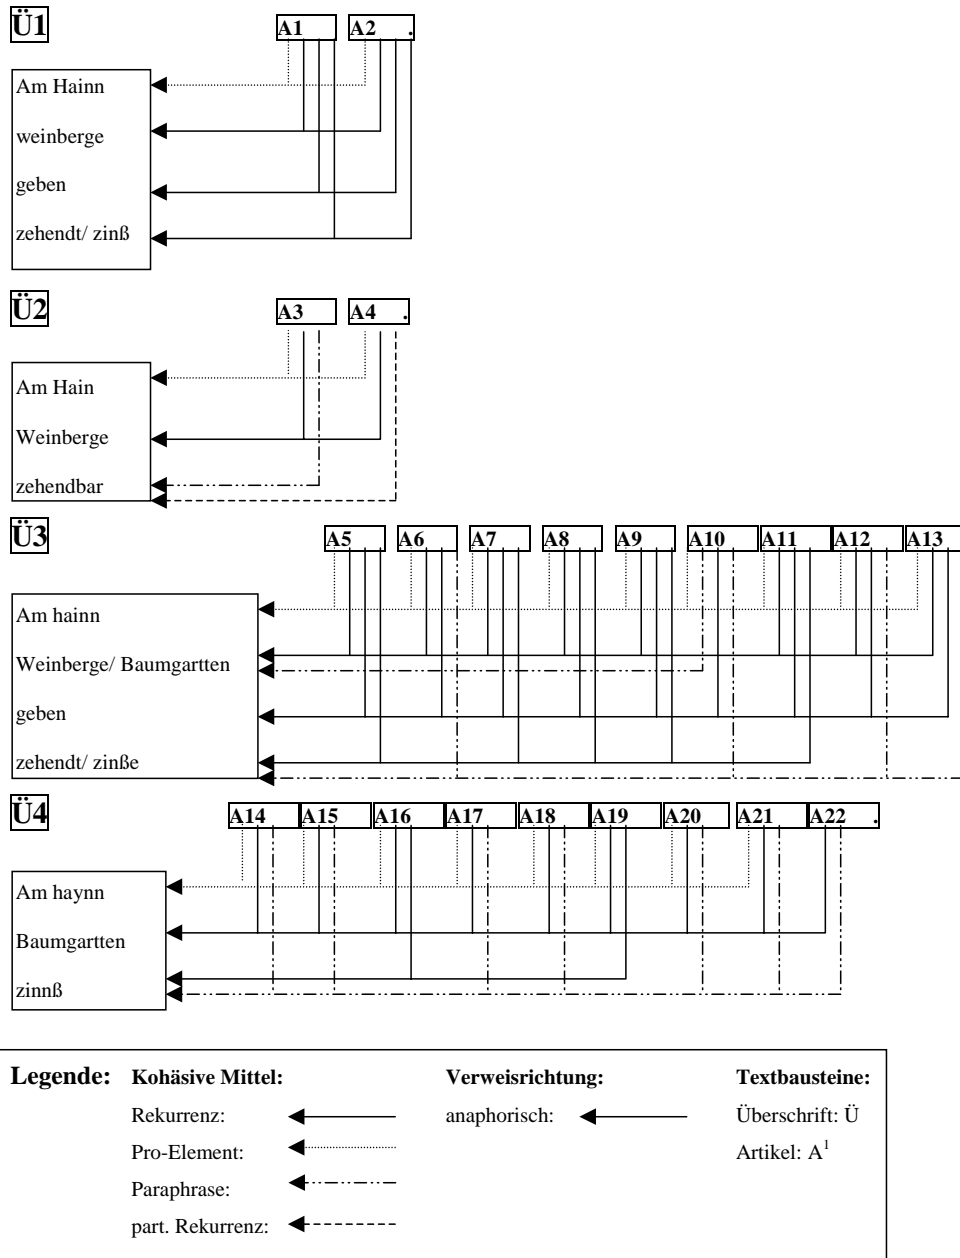 Ü1
A1 A2 .
Am Hainn
weinberge
geben
zehendt/ zinß
Ü2
A3 A4 .
Am Hain
Weinberge
zehendbar
Ü3
A5 A6 A7 A8 A9 A10 A11 A12 A13
Am hainn
Weinberge/ Baumgartten
geben
zehendt/ zinße
Ü4
A14 A15 A16 A17 A18 A19 A20 A21 A22 .
Am haynn
Baumgartten
zinnß
Legende: Kohäsive Mittel: Verweisrichtung: Textbausteine:
Rekurrenz: anaphorisch: Überschrift: Ü
Pro-Element: Artikel: A¹
Paraphrase:
part. Rekurrenz: